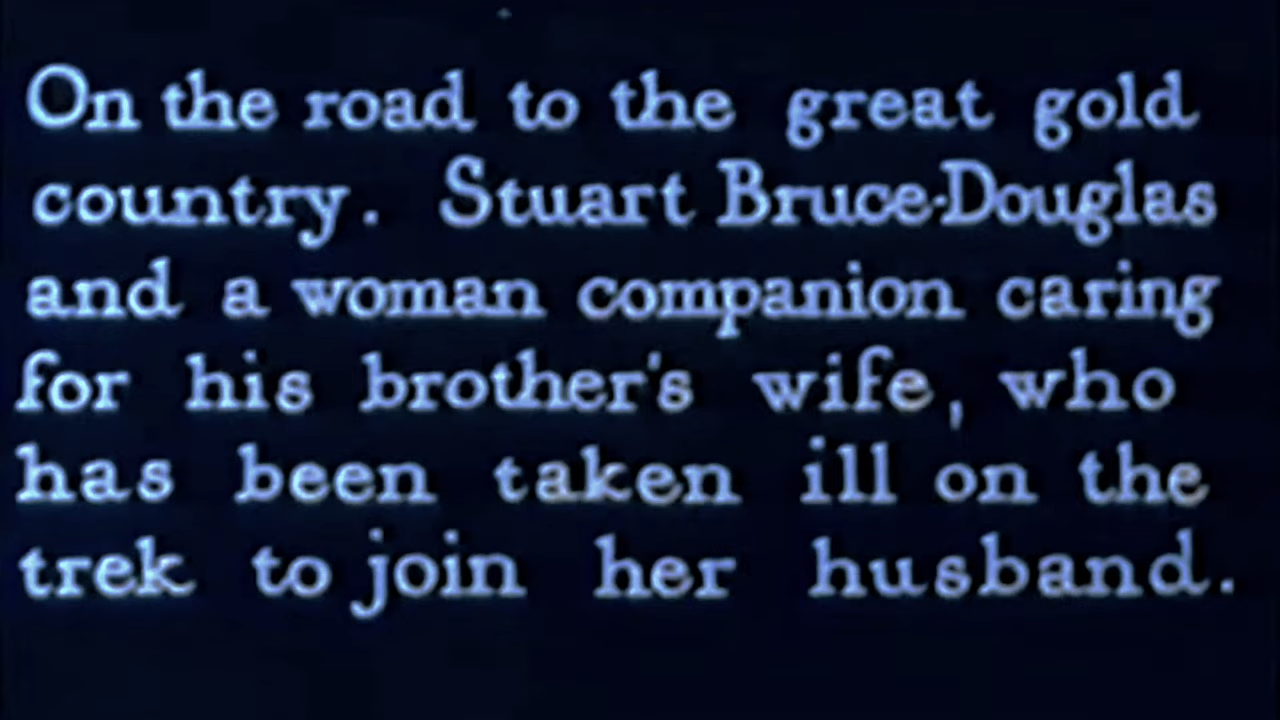 On the road to the great gold
country. Stuart Bruce-Douglas
and a woman companion caring
for his brother's wife, who
has been taken ill on the
trek to join her husband.